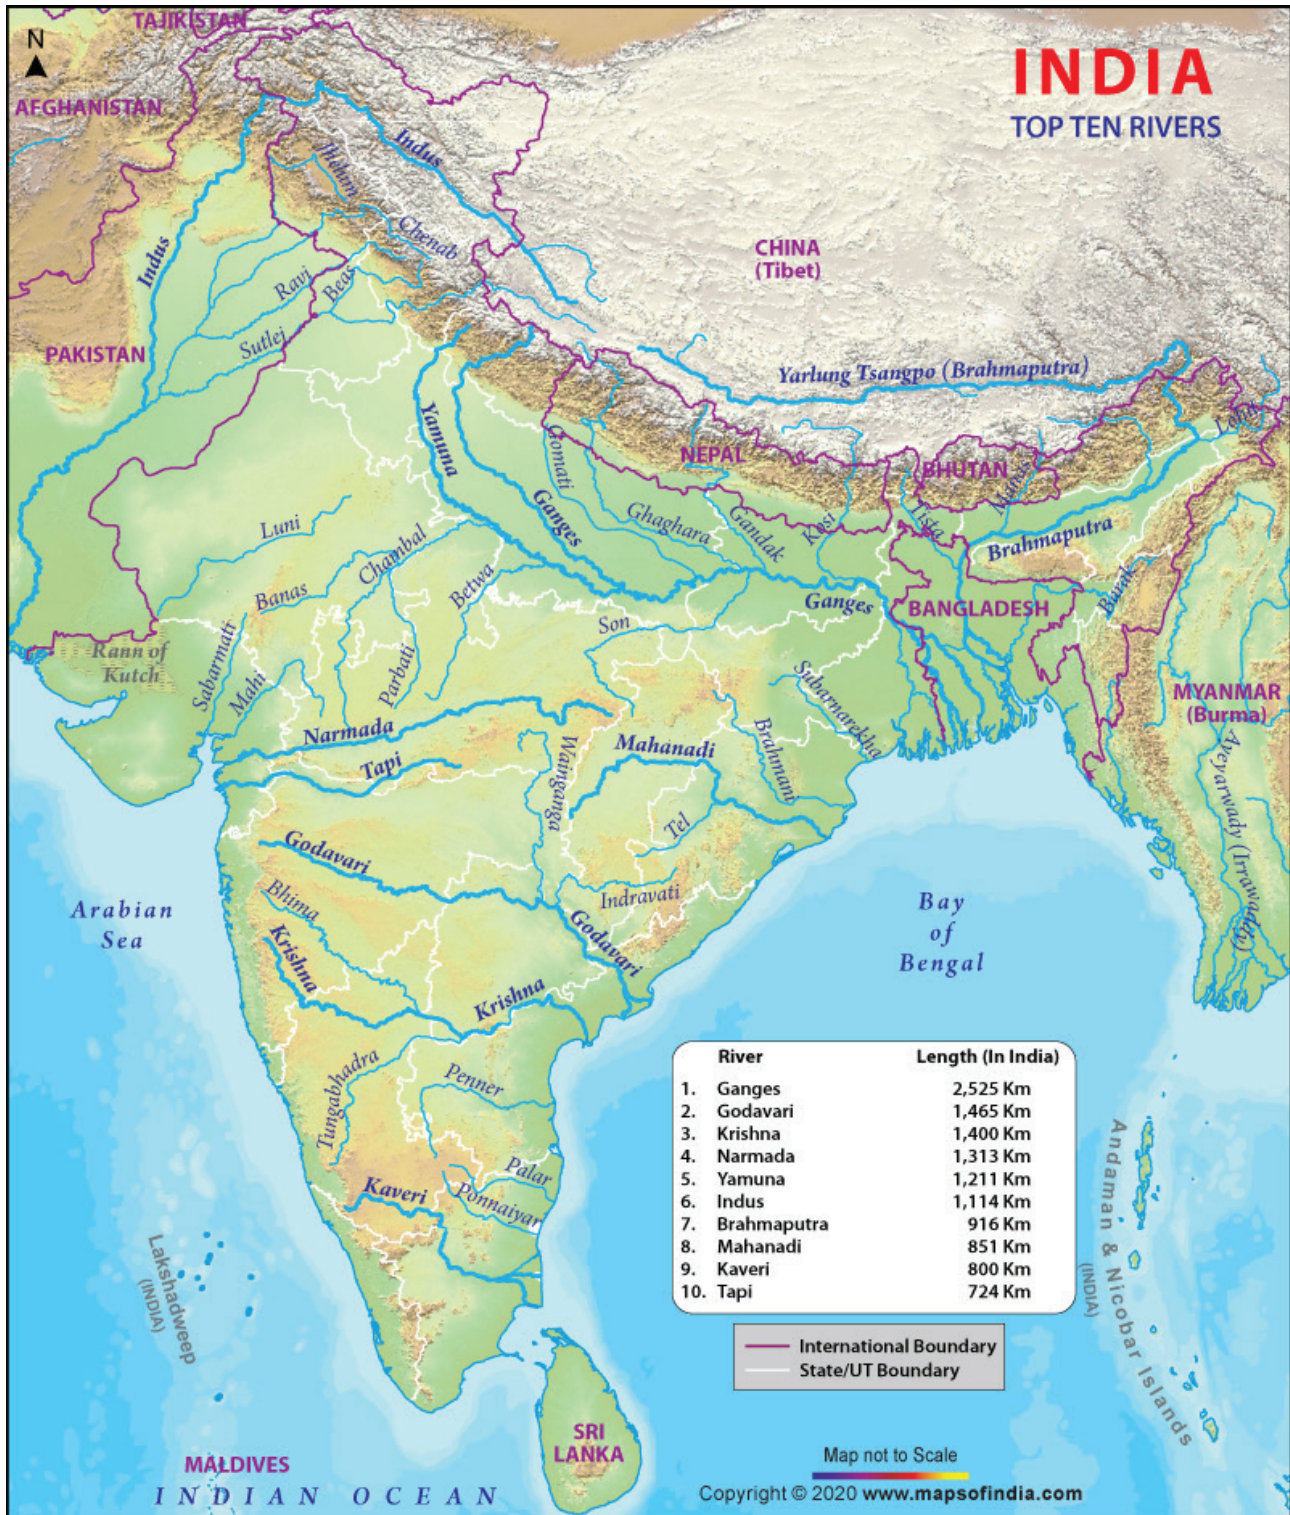 TAJIKISTAN
N
INDIA
TOP TEN RIVERS
AFGHANISTAN
Indus
Jhelum
Chenab
CHINA
(Tibet)
Indus
Ravi
Beas
Sutlej
PAKISTAN
Yarlung Tsangpo (Brahmaputra)
Lohit
Yamuna
Gomati
NEPAL
BHUTAN
Manas
Ganges
Ghaghara
Gandak
Kosi
Tista
Brahmaputra
Luni
Chambal
Banas
Betwa
Barak
Ganges
BANGLADESH
Son
Rann of
Kutch
Sabarmati
Mahi
Parbati
Subarnarekha
MYANMAR
(Burma)
Narmada
Tapi
Wainganga
Mahanadi
Brahmani
Ayeyarwady (Irrawaddy)
Tel
Godavari
Bhima
Indravati
Arabian
Sea
Krishna
Godavari
Bay
of
Bengal
Krishna
Tungabhadra
Penner
River Length (In India)
1. Ganges 2,525 Km
2. Godavari 1,465 Km
3. Krishna 1,400 Km
4. Narmada 1,313 Km
5. Yamuna 1,211 Km
6. Indus 1,114 Km
7. Brahmaputra 916 Km
8. Mahanadi 851 Km
9. Kaveri 800 Km
10. Tapi 724 Km
Palar
Kaveri
Ponnaiyar
Andaman & Nicobar Islands
(INDIA)
Lakshadweep
(INDIA)
International Boundary
State/UT Boundary
SRI
LANKA
MALDIVES
INDIAN OCEAN
Map not to Scale
Copyright © 2020 www.mapsofindia.com